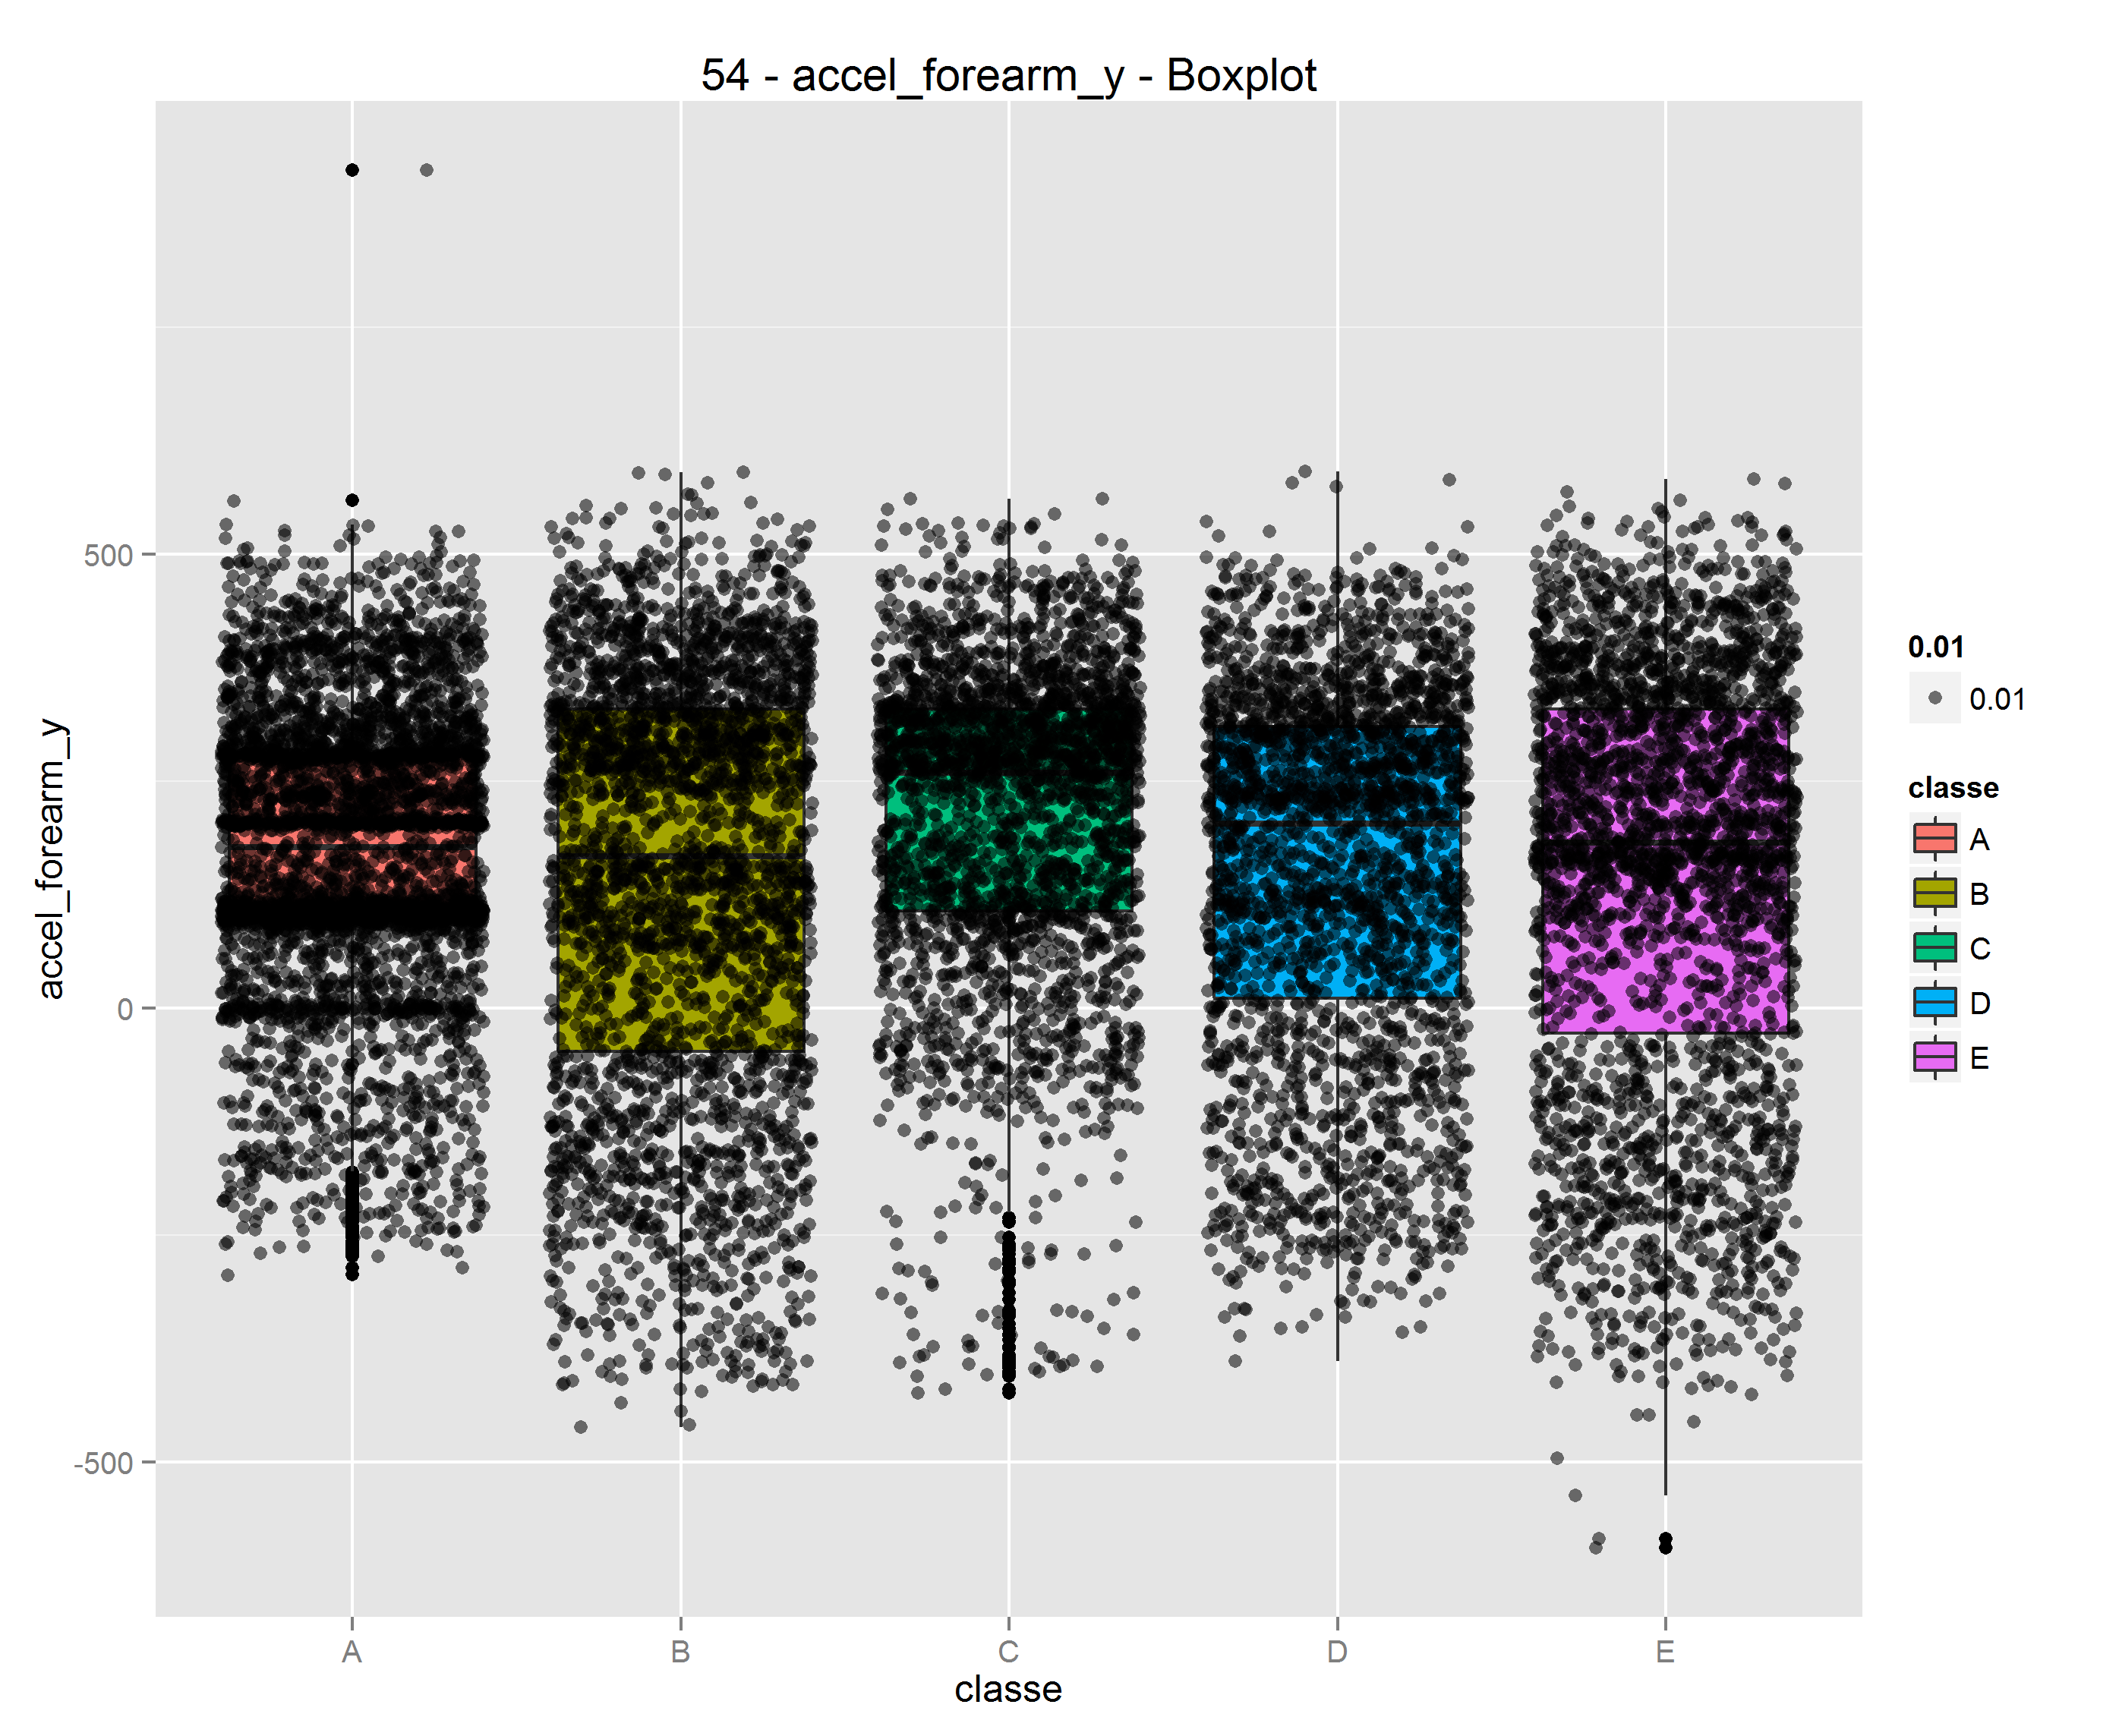 54 - accel_forearm_y - Boxplot
accel_forearm_y
500
0
-500
A
B
C
D
E
classe
0.01
0.01
classe
A
B
C
D
E